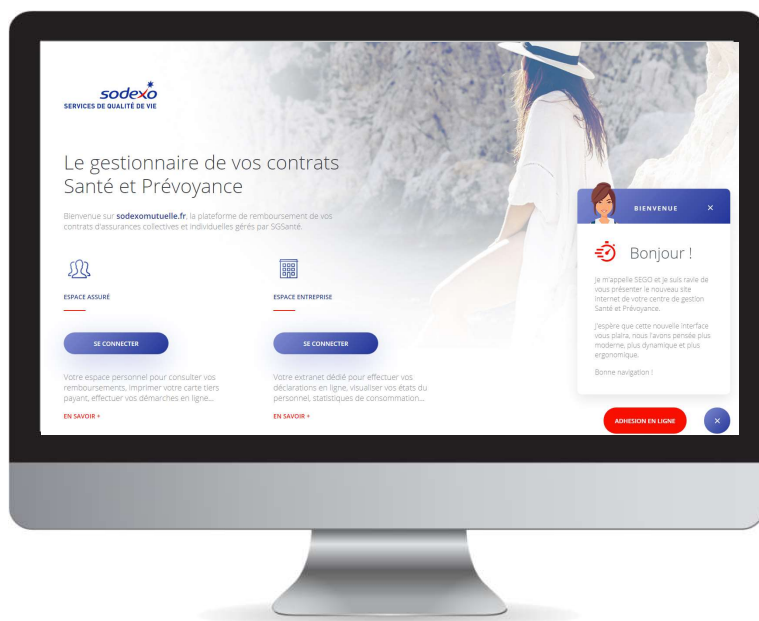 sodexo
SERVICES DE QUALITÉ DE VIE
Le gestionnaire de vos contrats
Santé et Prévoyance
Bienvenue sur sodexomutuelle.fr, la plateforme de remboursement de vos
contrats d'assurances collectives et individuelles gérés par SGSanté.
ESPACE ASSURÉ
SE CONNECTER
Votre espace personnel pour consulter vos
remboursements, imprimer votre carte tiers
payant, effectuer vos démarches en ligne...
EN SAVOIR +
ESPACE ENTREPRISE
SE CONNECTER
Votre extranet dédié pour effectuer vos
déclarations en ligne, visualiser vos états du
personnel, statistiques de consommation...
EN SAVOIR +
BIENVENUE ×
Bonjour !
Je m'appelle SEGO et je suis ravie de
vous présenter le nouveau site
internet de votre centre de gestion
Santé et Prévoyance.
J'espère que cette nouvelle interface
vous plaira, nous l'avons pensée plus
moderne, plus dynamique et plus
ergonomique.
Bonne navigation !
ADHESION EN LIGNE ×